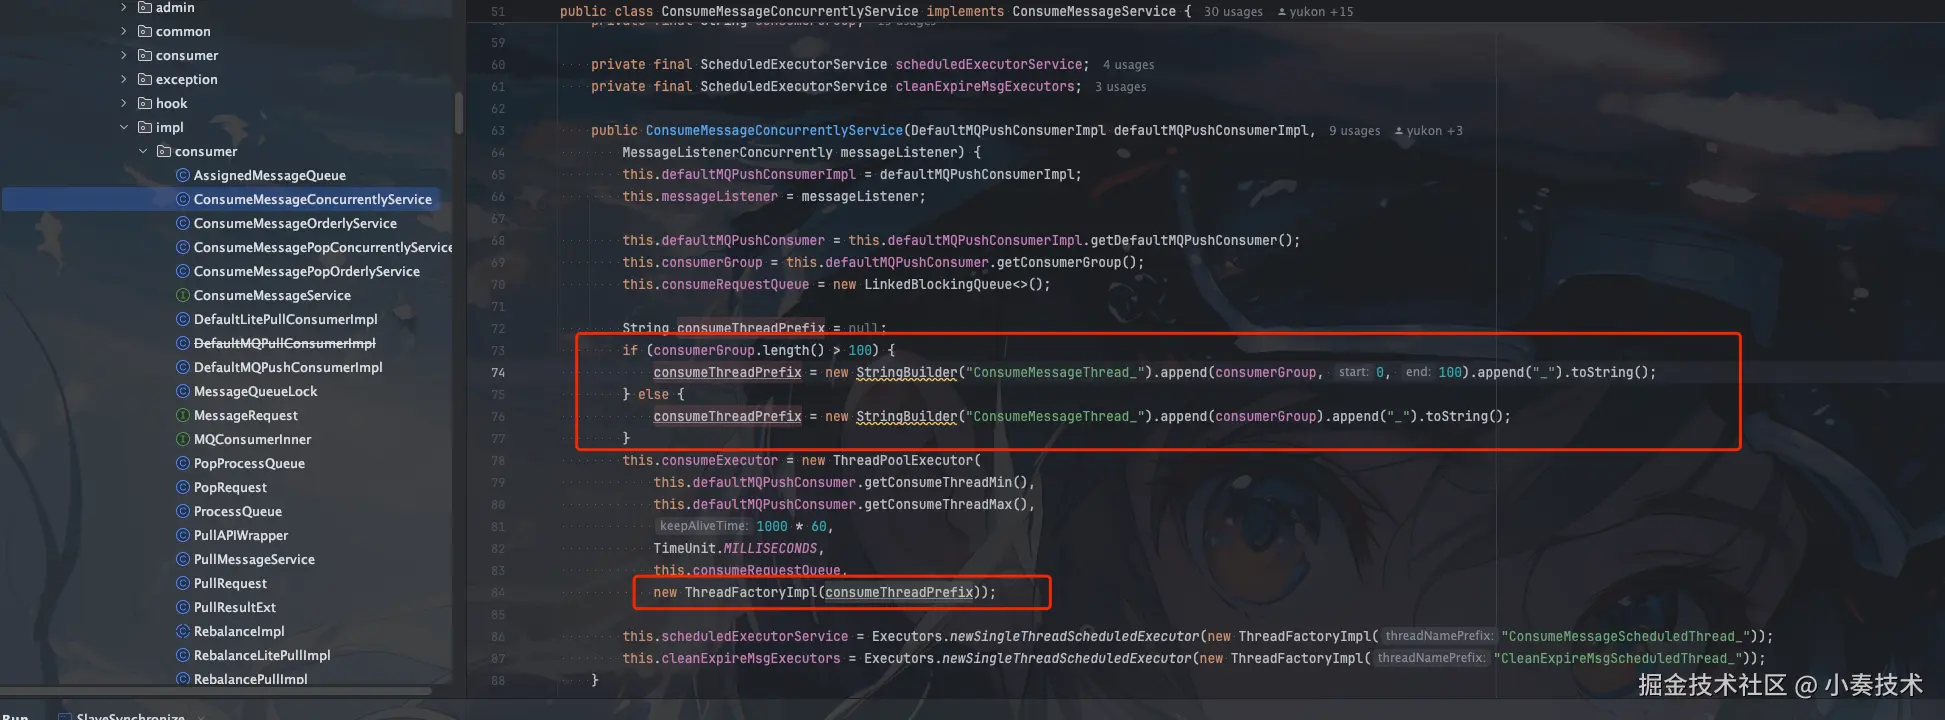 admin
common
consumer
exception
hook
impl
consumer
AssignedMessageQueue
ConsumeMessageConcurrentlyService
ConsumeMessageOrderlyService
ConsumeMessagePopConcurrentlyService
ConsumeMessagePopOrderlyService
ConsumeMessageService
DefaultLitePullConsumerImpl
DefaultMQPullConsumerImpl
DefaultMQPushConsumerImpl
MessageQueueLock
MessageRequest
MQConsumerInner
PopProcessQueue
PopRequest
ProcessQueue
PullAPIWrapper
PullMessageService
PullRequest
PullResultExt
RebalanceImpl
RebalanceLitePullImpl
RebalancePullImpl
Run SlaveSynchronize
51 public class ConsumeMessageConcurrentlyService implements ConsumeMessageService { 30 usages yukon +15
59
60 private final ScheduledExecutorService scheduledExecutorService; 4 usages
61 private final ScheduledExecutorService cleanExpireMsgExecutors; 3 usages
62
63 public ConsumeMessageConcurrentlyService(DefaultMQPushConsumerImpl defaultMQPushConsumerImpl, 9 usages yukon +3
64 MessageListenerConcurrently messageListener) {
65 this.defaultMQPushConsumerImpl = defaultMQPushConsumerImpl;
66 this.messageListener = messageListener;
67
68 this.defaultMQPushConsumer = this.defaultMQPushConsumerImpl.getDefaultMQPushConsumer();
69 this.consumerGroup = this.defaultMQPushConsumer.getConsumerGroup();
70 this.consumeRequestQueue = new LinkedBlockingQueue<>();
71
72 String consumeThreadPrefix = null;
73 if (consumerGroup.length() > 100) {
74 consumeThreadPrefix = new StringBuilder("ConsumeMessageThread_").append(consumerGroup, start: 0, end: 100).append("_").toString();
75 } else {
76 consumeThreadPrefix = new StringBuilder("ConsumeMessageThread_").append(consumerGroup).append("_").toString();
77 }
78 this.consumeExecutor = new ThreadPoolExecutor(
79 this.defaultMQPushConsumer.getConsumeThreadMin(),
80 this.defaultMQPushConsumer.getConsumeThreadMax(),
81 keepAliveTime: 1000 * 60,
82 TimeUnit.MILLISECONDS,
83 this.consumeRequestQueue,
84 new ThreadFactoryImpl(consumeThreadPrefix));
85
86 this.scheduledExecutorService = Executors.newSingleThreadScheduledExecutor(new ThreadFactoryImpl( threadNamePrefix: "ConsumeMessageScheduledThread_"));
87 this.cleanExpireMsgExecutors = Executors.newSingleThreadScheduledExecutor(new ThreadFactoryImpl( threadNamePrefix: "CleanExpireMsgScheduledThread_"));
88 }
掘金技术社区 @ 小奏技术